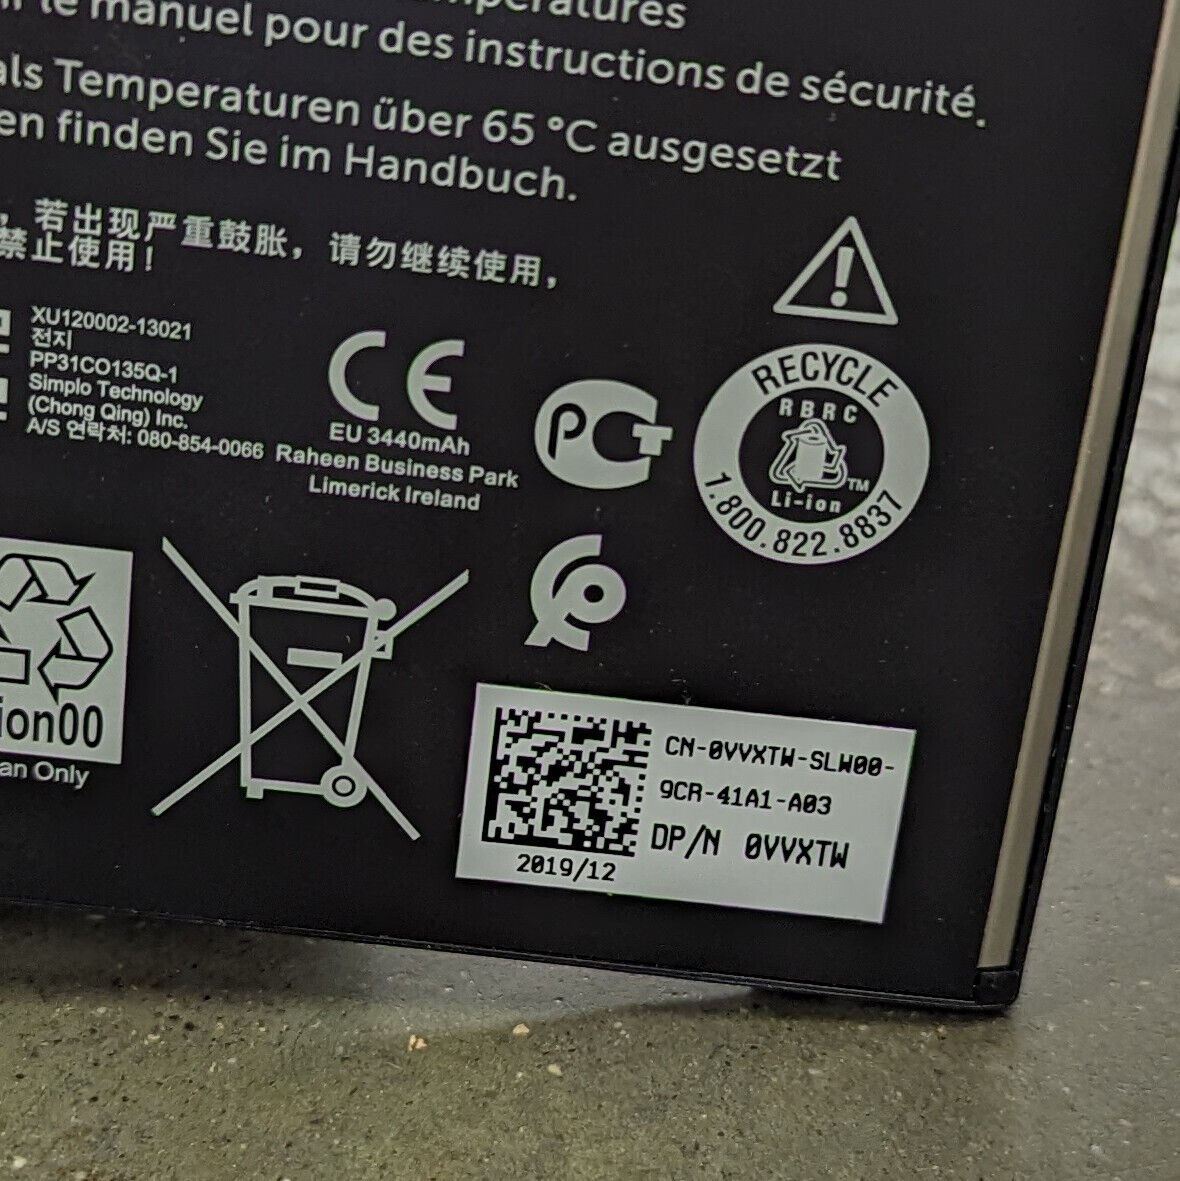 le manuel pour des instructions de sécurité.
als Temperaturen über 65 °C ausgesetzt
en finden Sie im Handbuch.
，若出现严重鼓胀，请勿继续使用，
禁止使用！
XU120002-13021
전지
PP31CO135Q-1
Simplo Technology
(Chong Qing) Inc.
A/S 연락처: 080-854-0066
CE
EU 3440mAh
Raheen Business Park
Limerick Ireland
PCT
RECYCLE
RBRC
TM
Li-ion
1.800.822.8837
ion00
an Only
CN-0VVXTW-SLW00-
9CR-41A1-A03
DP/N 0VVXTW
2019/12